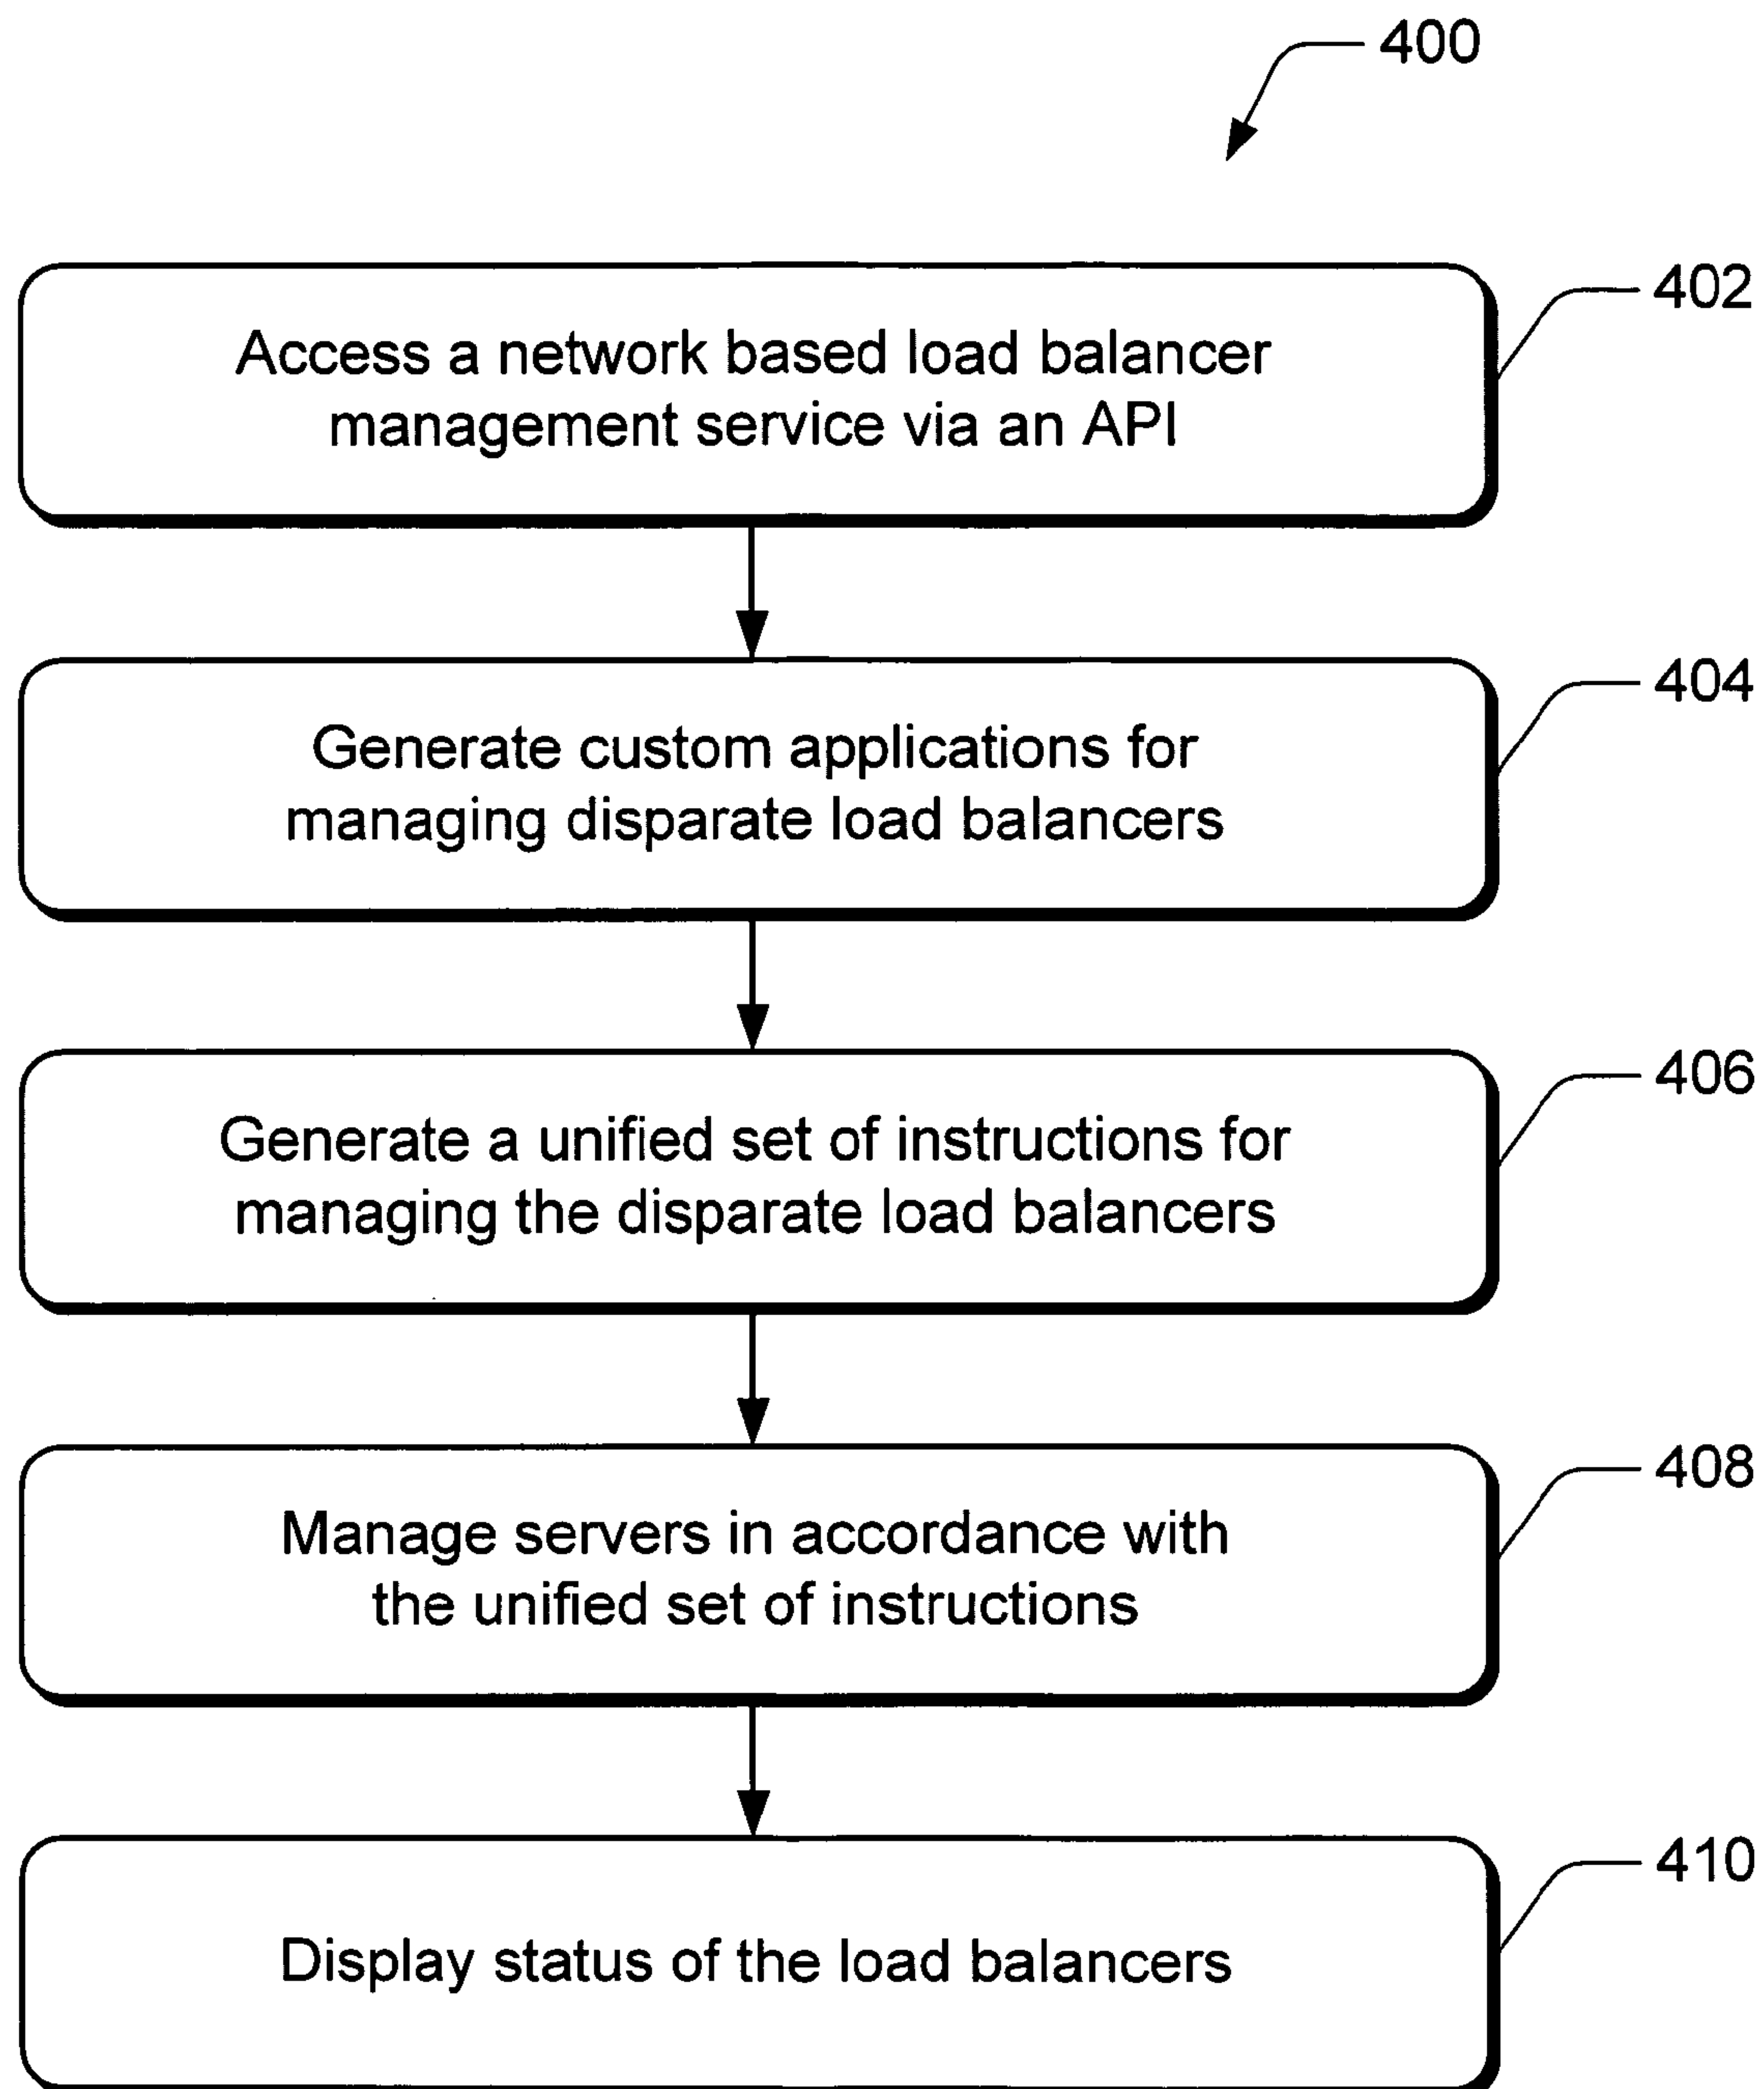 400
402
Access a network based load balancer
management service via an API
404
Generate custom applications for
managing disparate load balancers
406
Generate a unified set of instructions for
managing the disparate load balancers
408
Manage servers in accordance with
the unified set of instructions
410
Display status of the load balancers